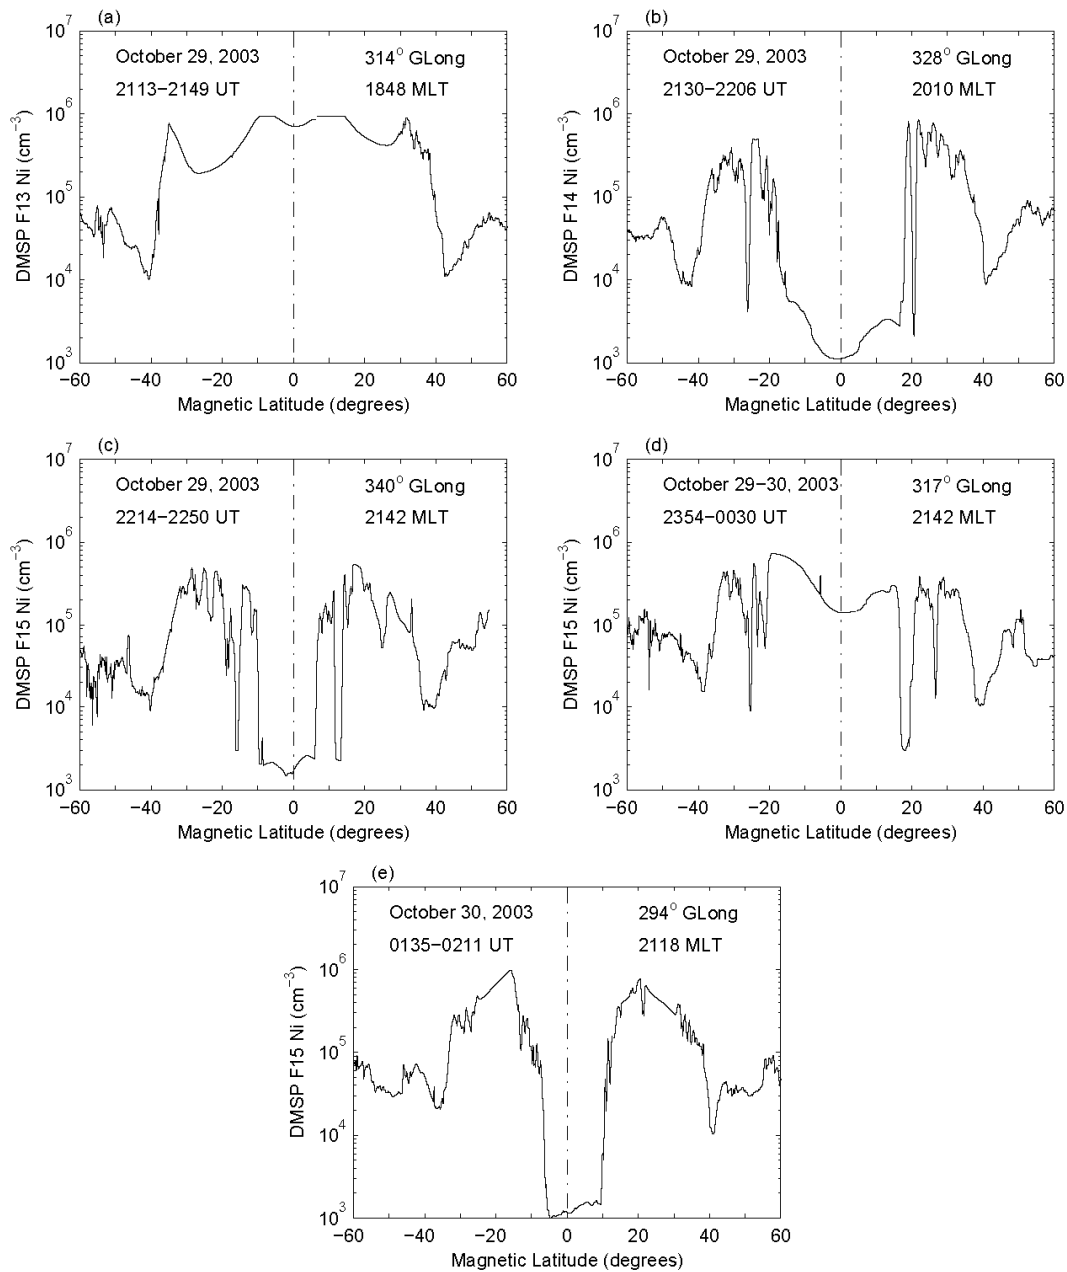 (a)
October 29, 2003
2113−2149 UT
314° GLong
1848 MLT
10^7
10^6
10^5
10^4
10^3
DMSP F13 Ni (cm^−3)
−60 −40 −20 0 20 40 60
Magnetic Latitude (degrees)
(b)
October 29, 2003
2130−2206 UT
328° GLong
2010 MLT
10^7
10^6
10^5
10^4
10^3
DMSP F14 Ni (cm^−3)
−60 −40 −20 0 20 40 60
Magnetic Latitude (degrees)
(c)
October 29, 2003
2214−2250 UT
340° GLong
2142 MLT
10^7
10^6
10^5
10^4
10^3
DMSP F15 Ni (cm^−3)
−60 −40 −20 0 20 40 60
Magnetic Latitude (degrees)
(d)
October 29−30, 2003
2354−0030 UT
317° GLong
2142 MLT
10^7
10^6
10^5
10^4
10^3
DMSP F15 Ni (cm^−3)
−60 −40 −20 0 20 40 60
Magnetic Latitude (degrees)
(e)
October 30, 2003
0135−0211 UT
294° GLong
2118 MLT
10^7
10^6
10^5
10^4
10^3
DMSP F15 Ni (cm^−3)
−60 −40 −20 0 20 40 60
Magnetic Latitude (degrees)